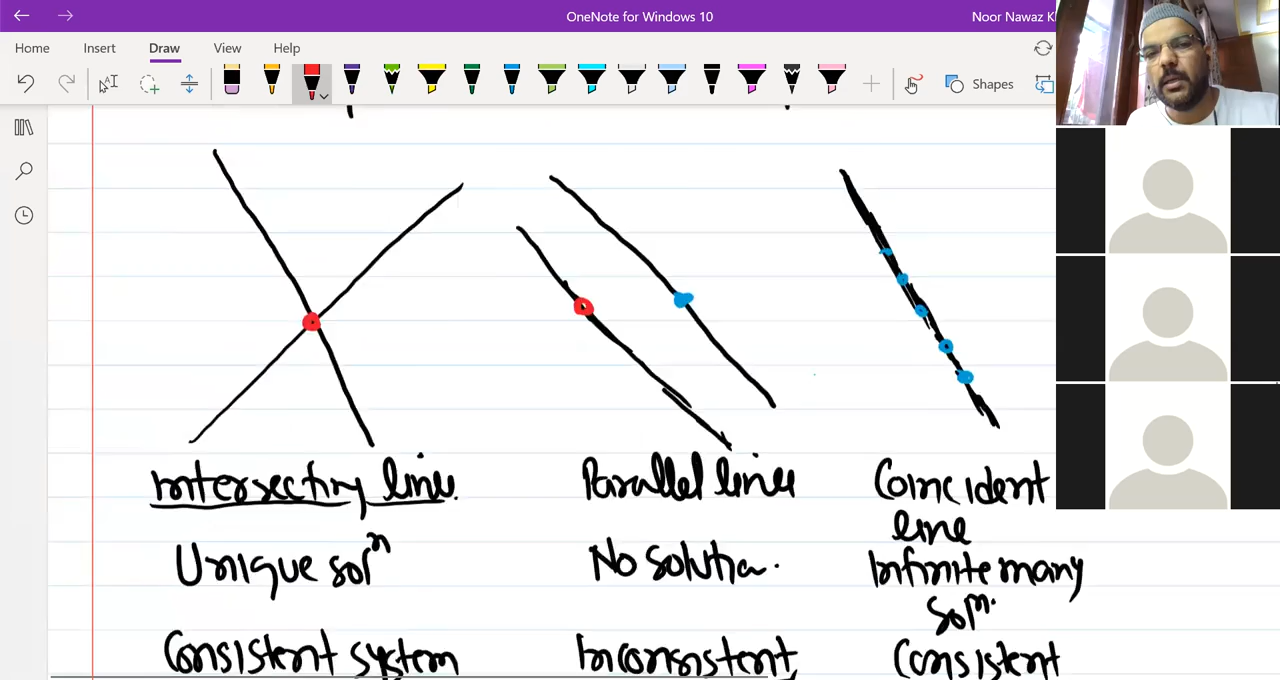 OneNote for Windows 10
Noor Nawaz K
Home Insert Draw View Help
Shapes
Intersecting line.
Parallel lines
Coincident
line
Unique solⁿ
No solution.
Infinite many
solⁿ.
Consistent system
Inconsistent
Consistent